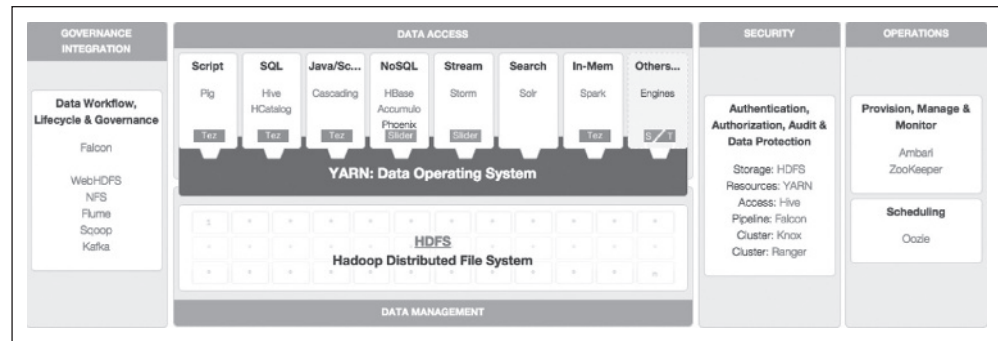 GOVERNANCE
INTEGRATION
Data Workflow,
Lifecycle & Governance
Falcon
WebHDFS
NFS
Flume
Sqoop
Kafka
DATA ACCESS
Script
Pig
Tez
SQL
Hive
HCatalog
Tez
Java/Sc...
Cascading
Tez
NoSQL
HBase
Accumulo
Phoenix
Slider
Stream
Storm
Slider
Search
Solr
In-Mem
Spark
Tez
Others...
Engines
S/T
YARN: Data Operating System
HDFS
Hadoop Distributed File System
DATA MANAGEMENT
SECURITY
Authentication,
Authorization, Audit &
Data Protection
Storage: HDFS
Resources: YARN
Access: Hive
Pipeline: Falcon
Cluster: Knox
Cluster: Ranger
OPERATIONS
Provision, Manage &
Monitor
Ambari
ZooKeeper
Scheduling
Oozie